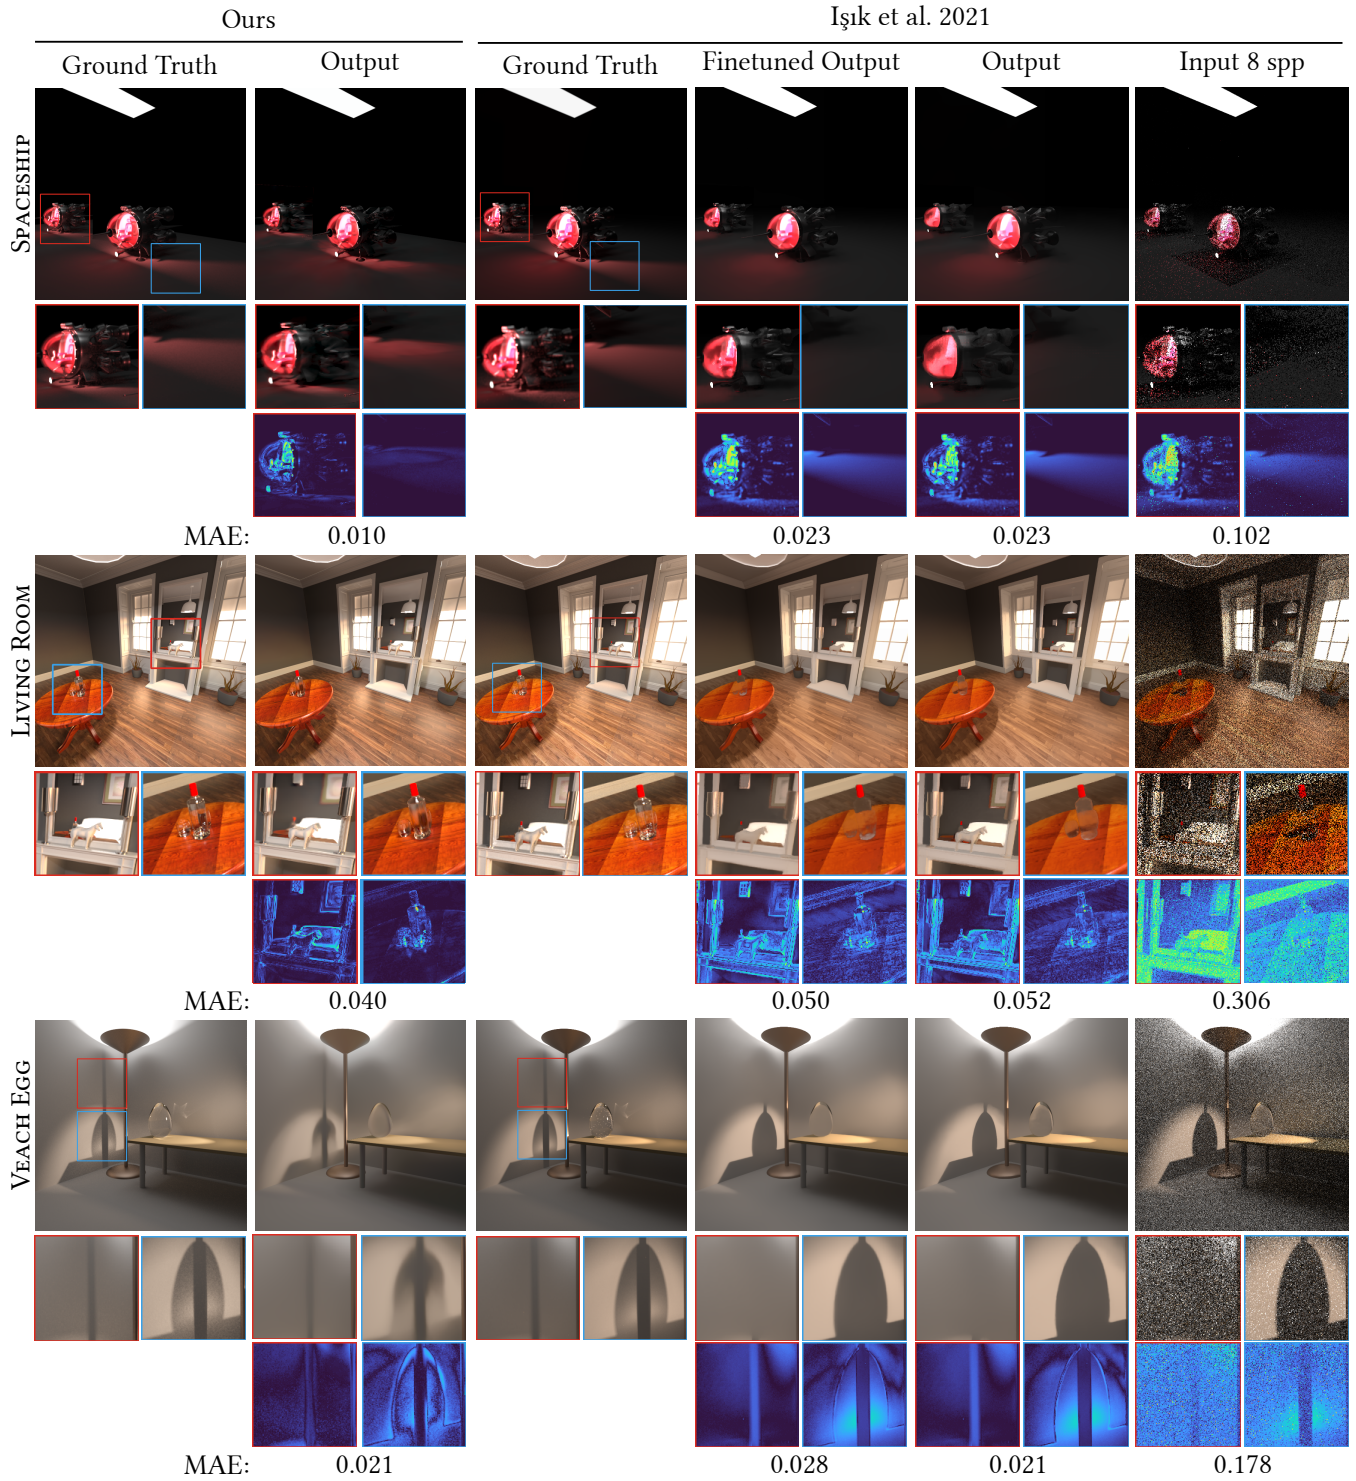 Ours
Işık et al. 2021
Ground Truth
Output
Ground Truth
Finetuned Output
Output
Input 8 spp
Spaceship
MAE:
0.010
0.023
0.023
0.102
Living Room
MAE:
0.040
0.050
0.052
0.306
Veach Egg
MAE:
0.021
0.028
0.021
0.178